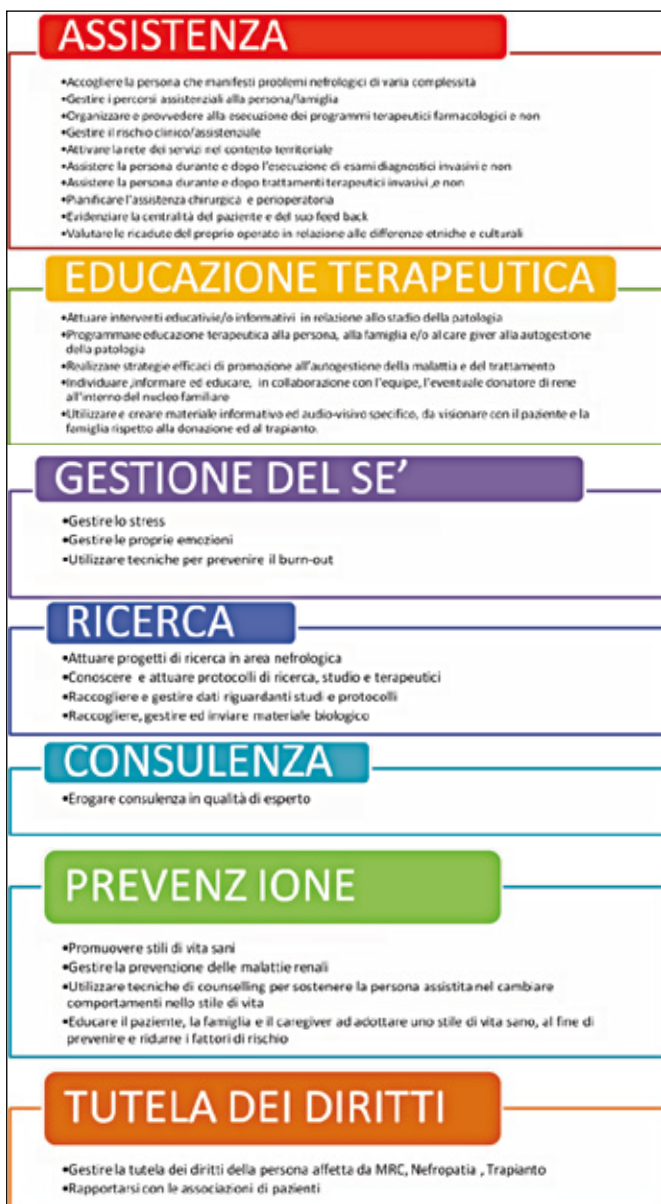 ASSISTENZA
•Accogliere la persona che manifesti problemi nefrologici di varia complessità
•Gestire i percorsi assistenziali alla persona/famiglia
•Organizzare e provvedere alla esecuzione dei programmi terapeutici farmacologici e non
•Gestire il rischio clinico/assistenziale
•Attivare la rete dei servizi nel contesto territoriale
•Assistere la persona durante e dopo l'esecuzione di esami diagnostici invasivi e non
•Assistere la persona durante e dopo trattamenti terapeutici invasivi ,e non
•Pianificare l'assistenza chirurgica e perioperatoria
•Evidenziare la centralità del paziente e del suo feed back
•Valutare le ricadute del proprio operato in relazione alle differenze etniche e culturali
EDUCAZIONE TERAPEUTICA
•Attuare interventi educativi e/o informativi in relazione allo stadio della patologia
•Programmare educazione terapeutica alla persona, alla famiglia e/o al care giver alla autogestione
della patologia
•Realizzare strategie efficaci di promozione all'autogestione della malattia e del trattamento
•Individuare ,informare ed educare, in collaborazione con l'equipe, l'eventuale donatore di rene
all'interno del nucleo familiare
•Utilizzare e creare materiale informativo ed audio-visivo specifico, da visionare con il paziente e la
famiglia rispetto alla donazione ed al trapianto.
GESTIONE DEL SE'
•Gestire lo stress
•Gestire le proprie emozioni
•Utilizzare tecniche per prevenire il burn-out
RICERCA
•Attuare progetti di ricerca in area nefrologica
•Conoscere e attuare protocolli di ricerca, studio e terapeutici
•Raccogliere e gestire dati riguardanti studi e protocolli
•Raccogliere, gestire ed inviare materiale biologico
CONSULENZA
•Erogare consulenza in qualità di esperto
PREVENZ IONE
•Promuovere stili di vita sani
•Gestire la prevenzione delle malattie renali
•Utilizzare tecniche di counselling per sostenere la persona assistita nel cambiare
comportamenti nello stile di vita
•Educare il paziente, la famiglia e il caregiver ad adottare uno stile di vita sano, al fine di
prevenire e ridurre i fattori di rischio
TUTELA DEI DIRITTI
•Gestire la tutela dei diritti della persona affetta da MRC, Nefropatia , Trapianto
•Rapportarsi con le associazioni di pazienti